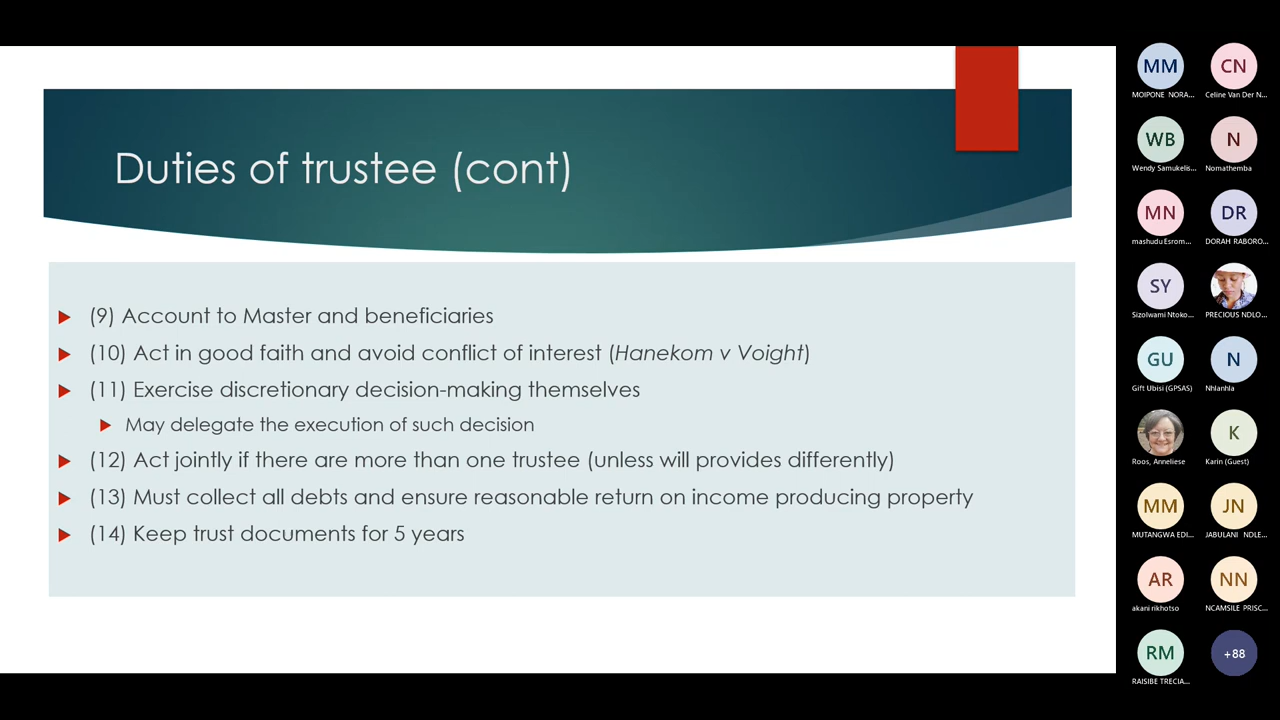 Duties of trustee (cont)
(9) Account to Master and beneficiaries
(10) Act in good faith and avoid conflict of interest (Hanekom v Voight)
(11) Exercise discretionary decision-making themselves
May delegate the execution of such decision
(12) Act jointly if there are more than one trustee (unless will provides differently)
(13) Must collect all debts and ensure reasonable return on income producing property
(14) Keep trust documents for 5 years
MM
CN
MOIPONE NORA...
Celine Van Der N...
WB
N
Wendy Samukelis...
Nomathemba
MN
DR
mashudu Esrom...
DORAH RABORO...
SY
Sizolwami Ntoko...
PRECIOUS NDLO...
GU
N
Gift Ubisi (GPSAS)
Nhlanhla
K
Roos, Anneliese
Karin (Guest)
MM
JN
MUTANGWA EDI...
JABULANI NDLE...
AR
NN
akani rikhotso
NCAMSILE PRISC...
RM
+88
RAISIBE TRECIA...